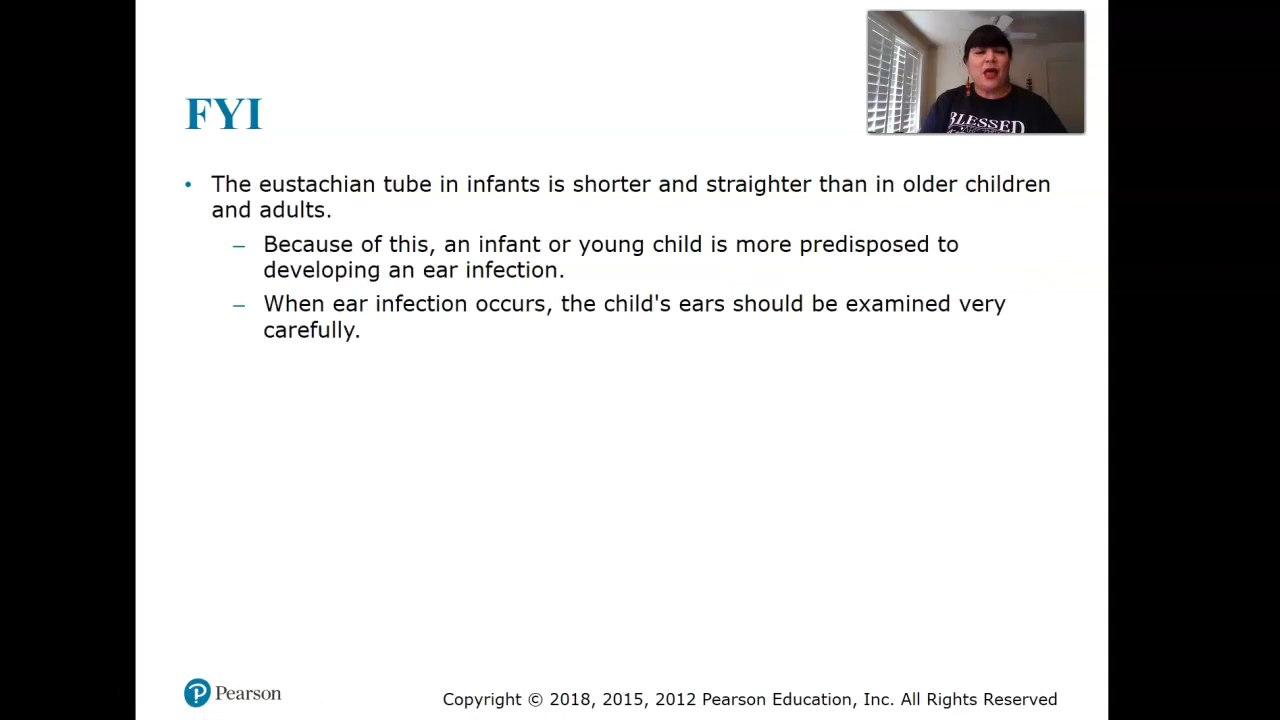 BLESSED
FYI
• The eustachian tube in infants is shorter and straighter than in older children
and adults.
– Because of this, an infant or young child is more predisposed to
developing an ear infection.
– When ear infection occurs, the child's ears should be examined very
carefully.
Pearson
Copyright © 2018, 2015, 2012 Pearson Education, Inc. All Rights Reserved